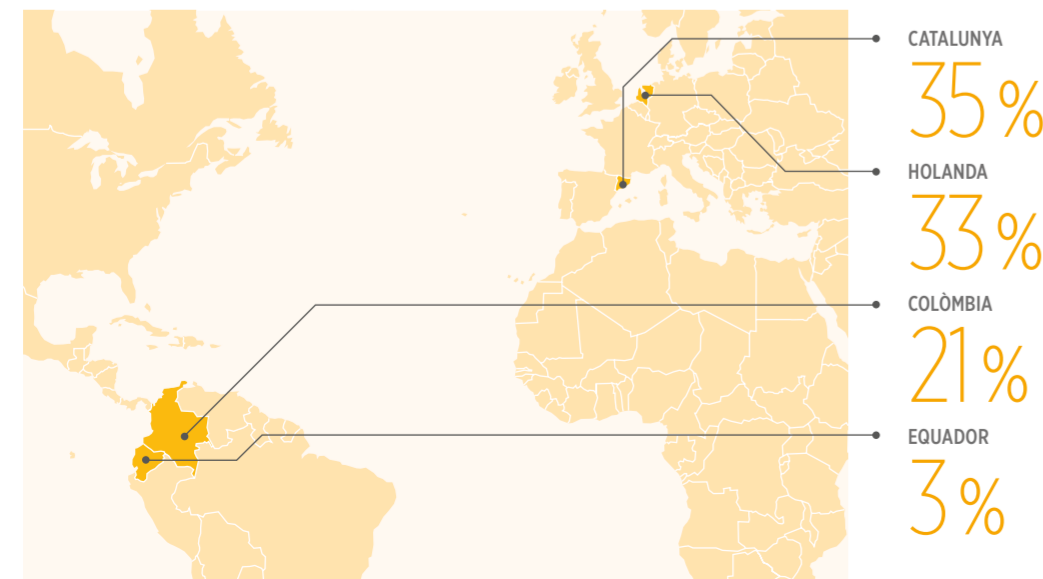 CATALUNYA
35 %
HOLANDA
33 %
COLÒMBIA
21 %
EQUADOR
3 %